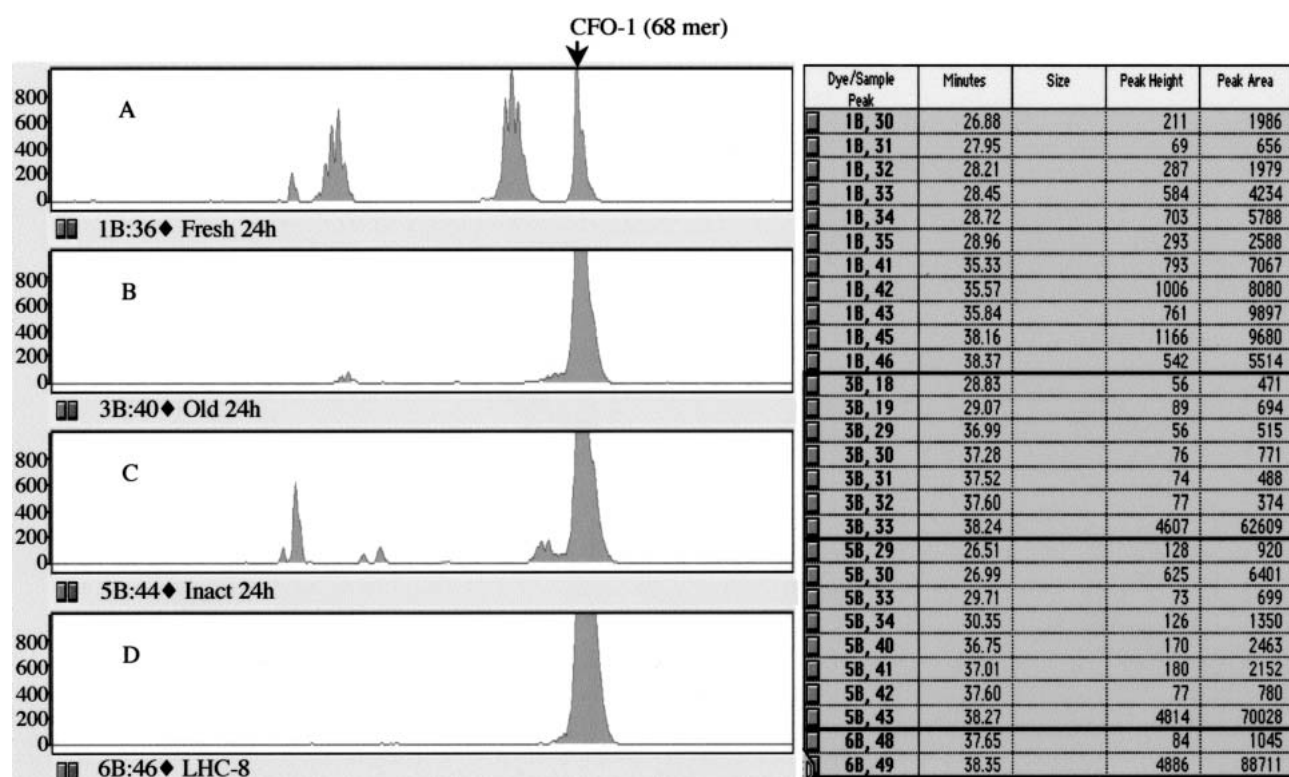 CFO-1 (68 mer)
800
600
400
200
0
A
1B:36♦ Fresh 24h
800
600
400
200
0
B
3B:40♦ Old 24h
800
600
400
200
0
C
5B:44♦ Inact 24h
800
600
400
200
0
D
6B:46♦ LHC-8
Dye/Sample Peak Minutes Size Peak Height Peak Area
1B, 30 26.88 211 1986
1B, 31 27.95 69 656
1B, 32 28.21 287 1979
1B, 33 28.45 584 4234
1B, 34 28.72 703 5788
1B, 35 28.96 293 2588
1B, 41 35.33 793 7067
1B, 42 35.57 1006 8080
1B, 43 35.84 761 9897
1B, 45 38.16 1166 9680
1B, 46 38.37 542 5514
3B, 18 28.83 56 471
3B, 19 29.07 89 694
3B, 29 36.99 56 515
3B, 30 37.28 76 771
3B, 31 37.52 74 488
3B, 32 37.60 77 374
3B, 33 38.24 4607 62609
5B, 29 26.51 128 920
5B, 30 26.99 625 6401
5B, 33 29.71 73 699
5B, 34 30.35 126 1350
5B, 40 36.75 170 2463
5B, 41 37.01 180 2152
5B, 42 37.60 77 780
5B, 43 38.27 4814 70028
6B, 48 37.65 84 1045
6B, 49 38.35 4886 88711